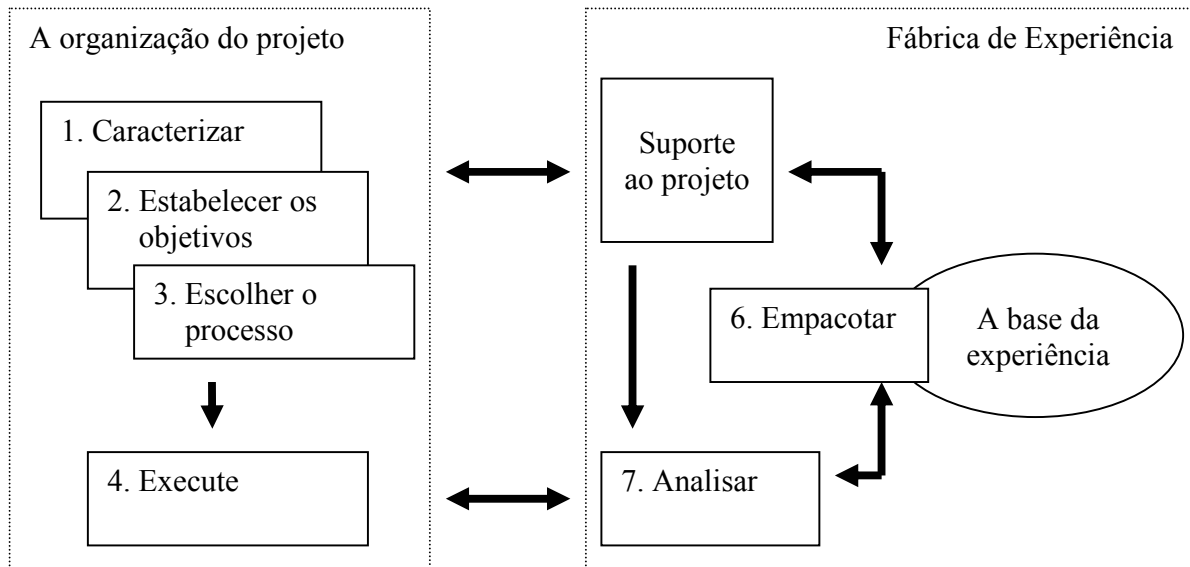 A organização do projeto
1. Caracterizar
2. Estabelecer os
objetivos
3. Escolher o
processo
4. Execute
Fábrica de Experiência
Suporte
ao projeto
6. Empacotar
A base da
experiência
7. Analisar